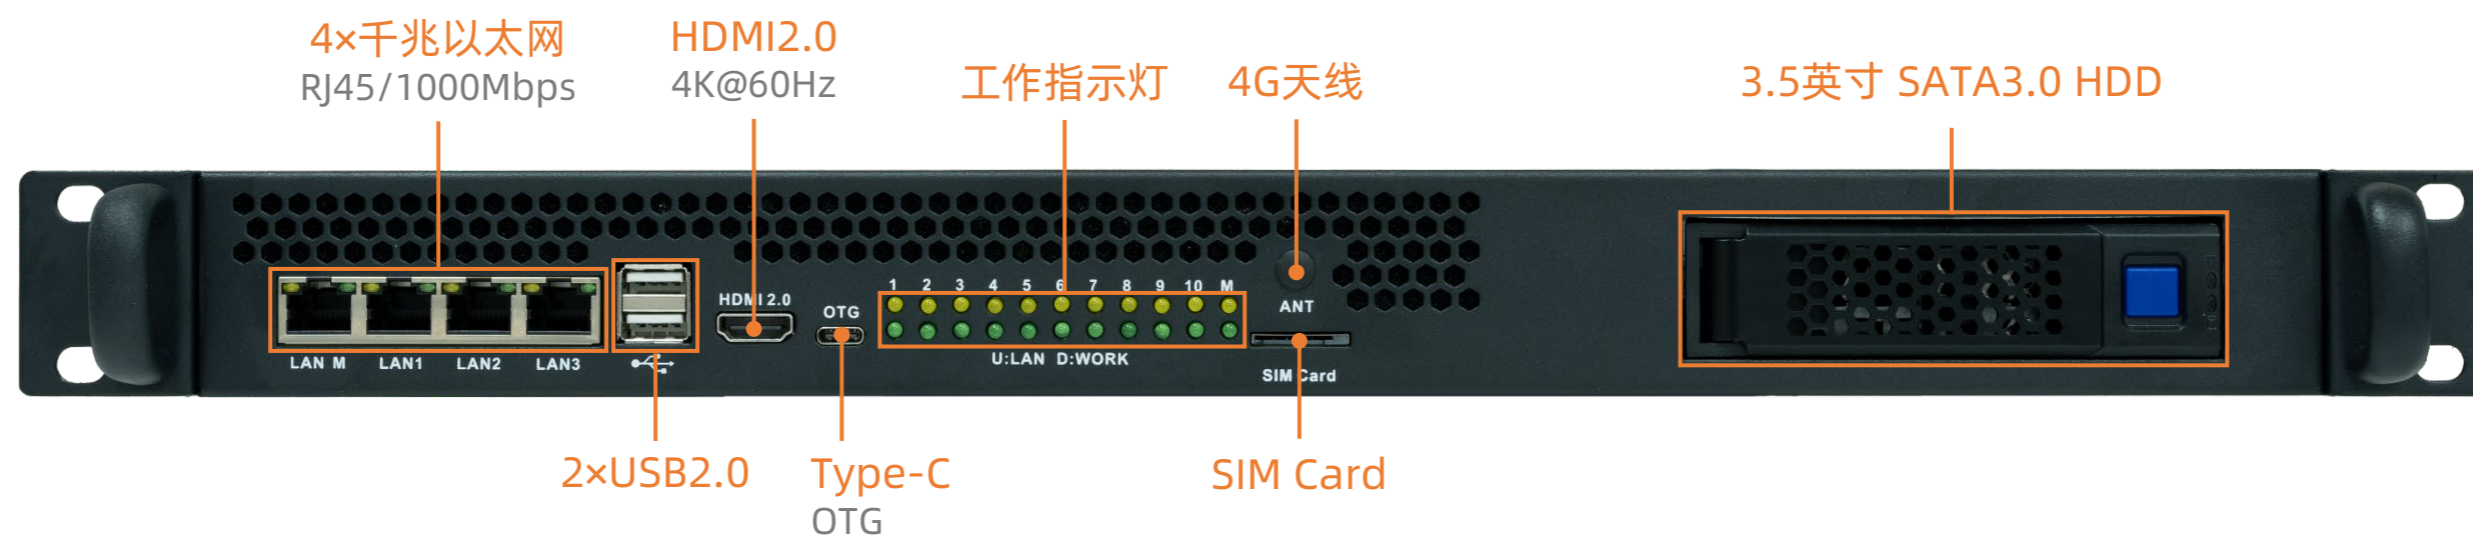 4×千兆以太网
RJ45/1000Mbps
HDMI2.0
4K@60Hz
工作指示灯
4G天线
3.5英寸 SATA3.0 HDD
1 2 3 4 5 6 7 8 9 10 M
HDMI 2.0
OTG
ANT
LAN M LAN1 LAN2 LAN3
U:LAN D:WORK
SIM Card
2×USB2.0
Type-C
OTG
SIM Card